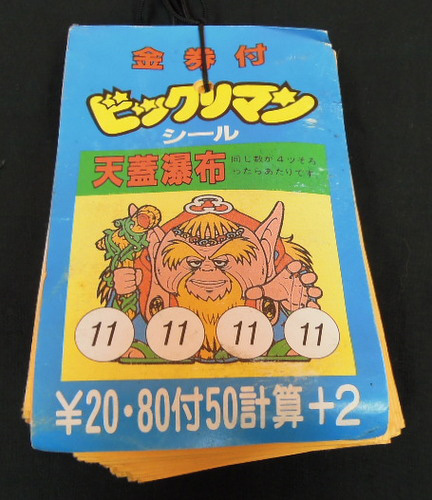 金券付
ビックリマン
シール
天蓋瀑布
同じ数が4ツそろ
ったらあたりです
11 11 11 11
¥20・80付50計算+2